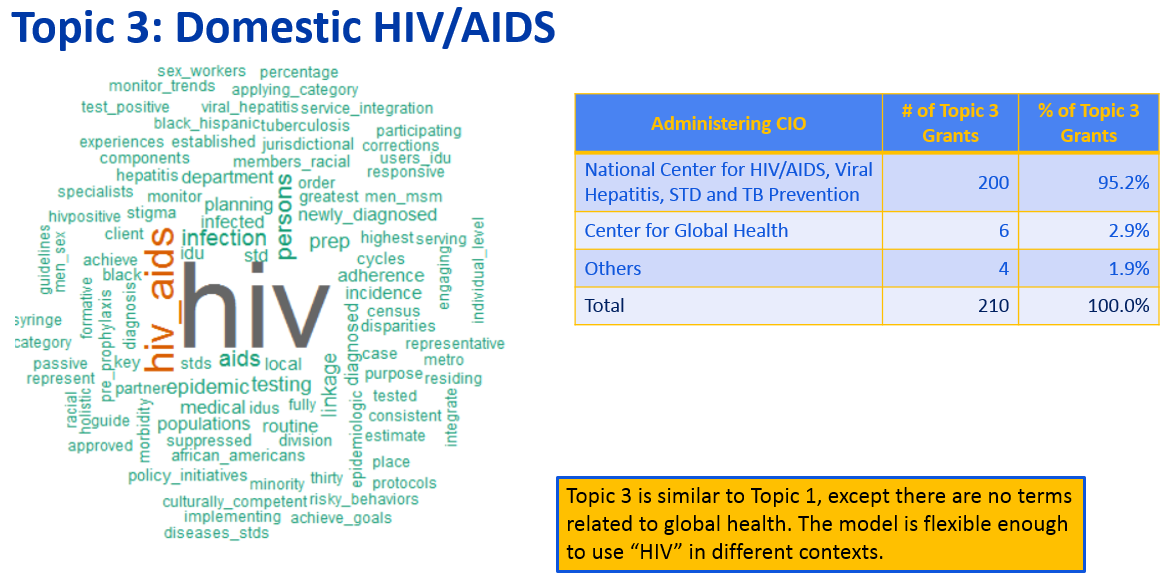 Topic 3: Domestic HIV/AIDS
sex_workers percentage
monitor_trends applying_category
test_positive viral_hepatitis service_integration
black_hispanic tuberculosis participating
experiences established jurisdictional corrections
components members_racial users_idu
hepatitis department order responsive
specialists monitor planning greatest men_msm
hivpositive stigma infected persons newly_diagnosed
client infection prep highest serving
guidelines men_sex achieve hiv_aids idu std cycles engaging individual_level
black hiv adherence
formative diagnosis incidence
syringe pre_prophylaxis census
category disparities
passive key stds aids local diagnosed case representative
represent metro
partner epidemic testing linkage purpose residing
racial holistic medical idus fully tested
guide morbidity populations routine epidemiologic consistent integrate
approved suppressed division estimate
african_americans place
policy_initiatives minority thirty protocols
culturally_competent risky_behaviors
implementing achieve_goals
diseases_stds
Administering CIO # of Topic 3 Grants % of Topic 3 Grants
National Center for HIV/AIDS, Viral
Hepatitis, STD and TB Prevention 200 95.2%
Center for Global Health 6 2.9%
Others 4 1.9%
Total 210 100.0%
Topic 3 is similar to Topic 1, except there are no terms
related to global health. The model is flexible enough
to use “HIV” in different contexts.